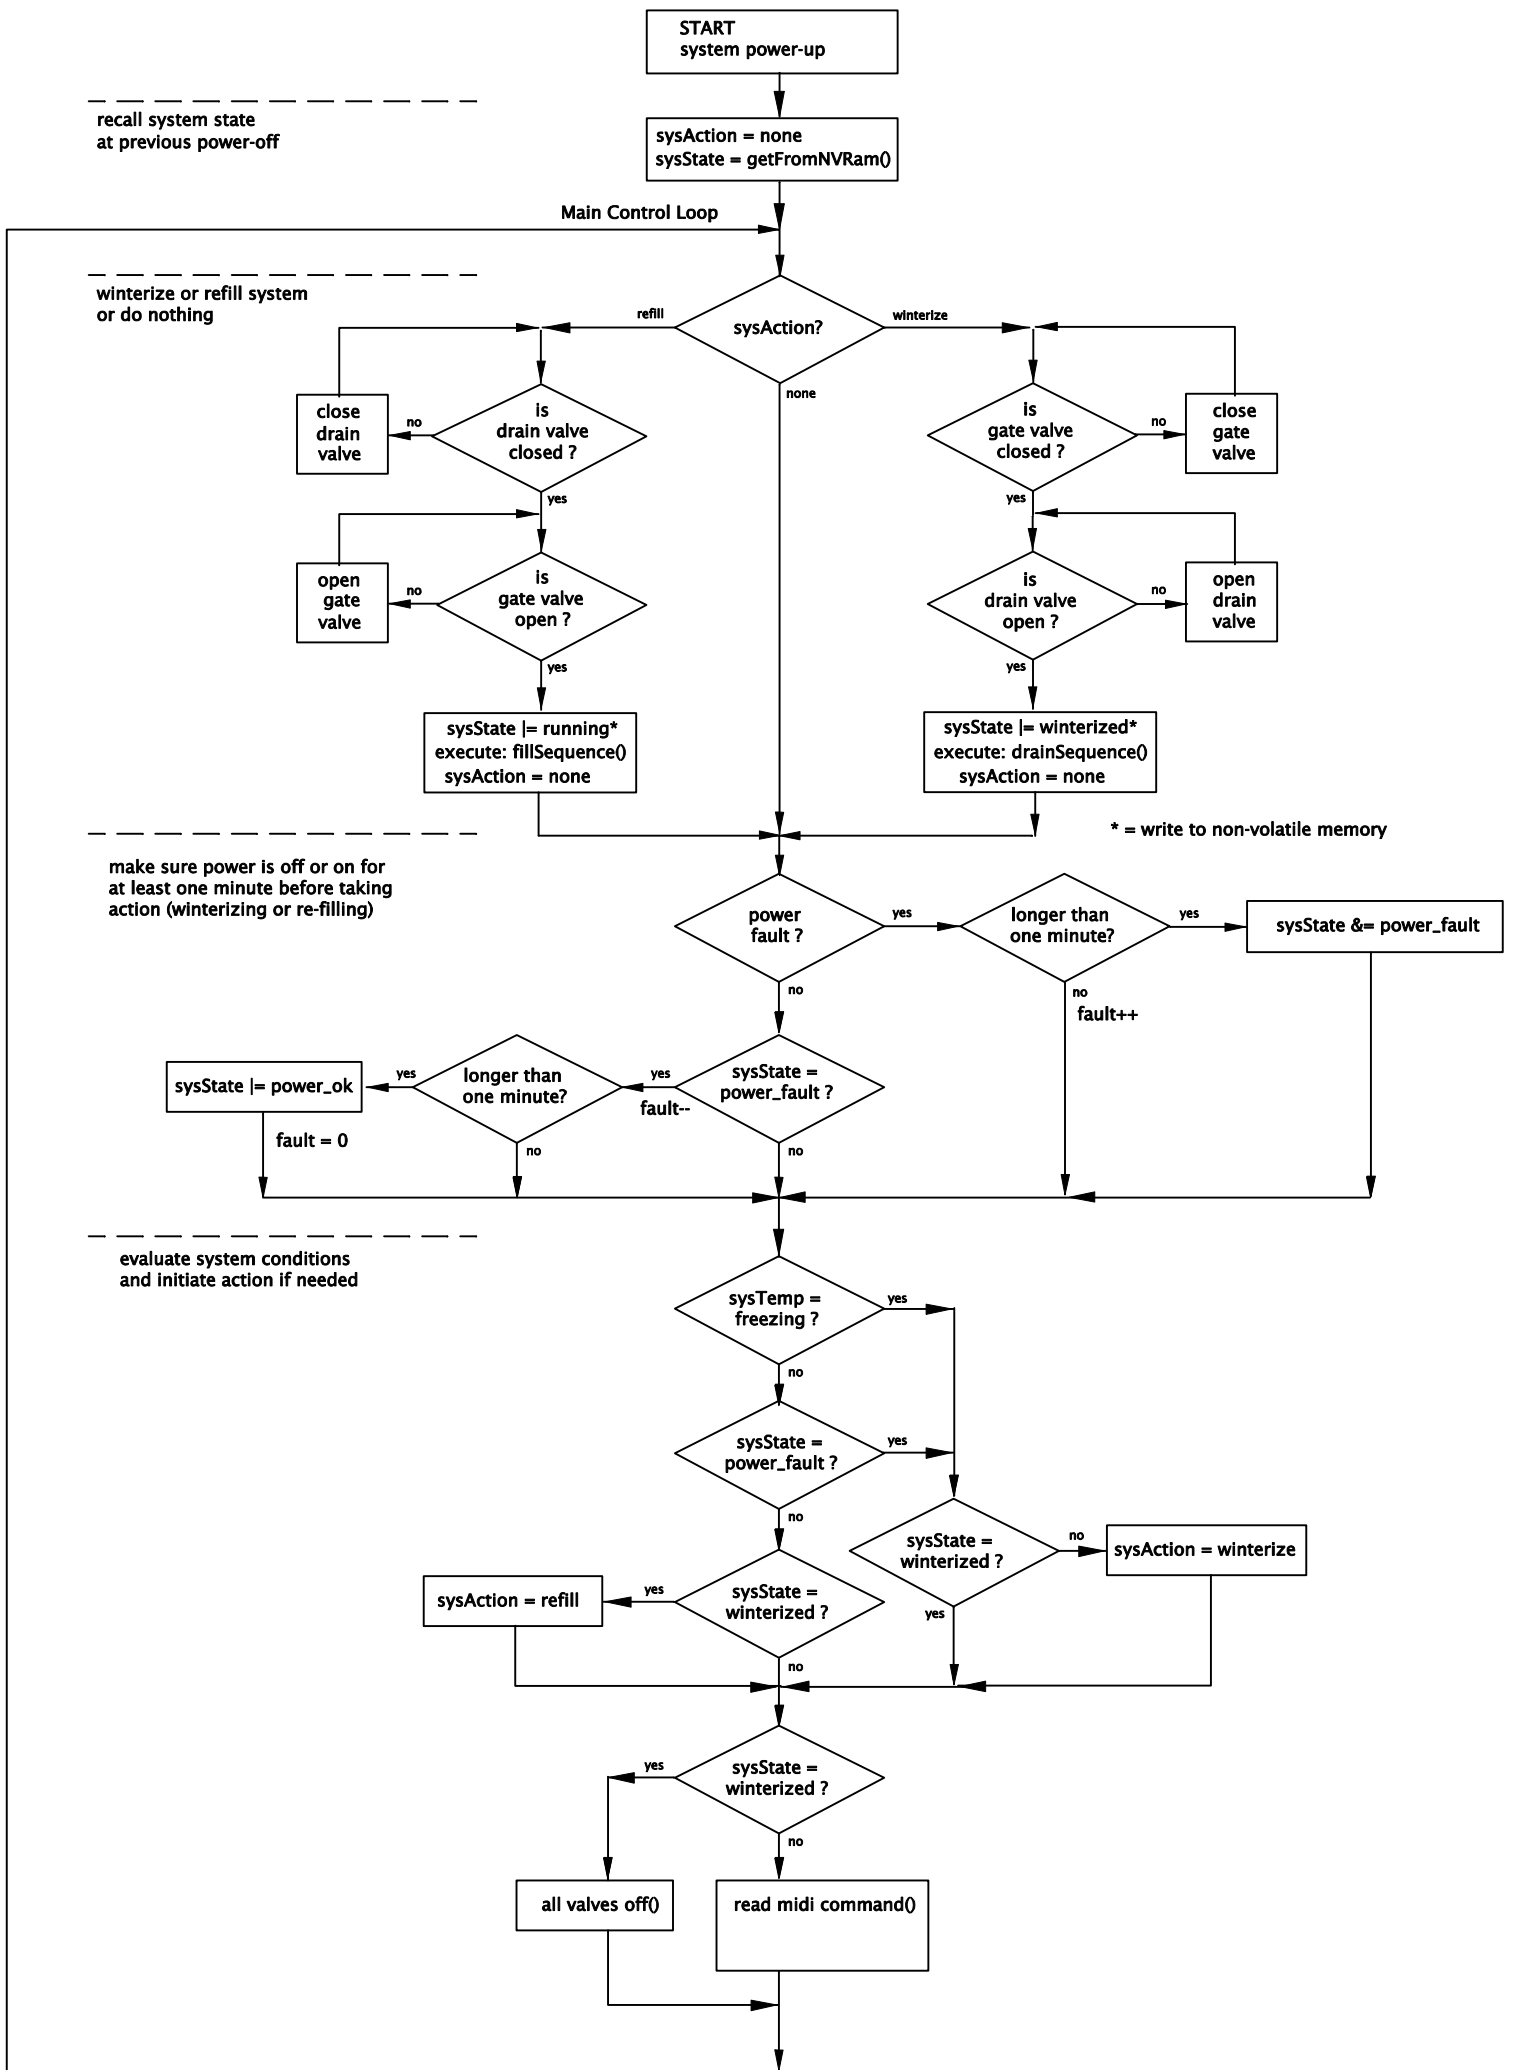 START
system power-up
recall system state
at previous power-off
sysAction = none
sysState = getFromNVRam()
Main Control Loop
winterize or refill system
or do nothing
refill
sysAction?
winterize
none
close
drain
valve
no
is
drain valve
closed ?
yes
is
gate valve
closed ?
no
close
gate
valve
yes
open
gate
valve
no
is
gate valve
open ?
yes
is
drain valve
open ?
no
open
drain
valve
yes
sysState |= running*
execute: fillSequence()
sysAction = none
sysState |= winterized*
execute: drainSequence()
sysAction = none
* = write to non-volatile memory
make sure power is off or on for
at least one minute before taking
action (winterizing or re-filling)
power
fault ?
yes
longer than
one minute?
yes
sysState &= power_fault
no
no
fault++
sysState |= power_ok
yes
longer than
one minute?
yes
fault--
sysState =
power_fault ?
fault = 0
no
no
evaluate system conditions
and initiate action if needed
sysTemp =
freezing ?
yes
no
sysState =
power_fault ?
yes
no
sysState =
winterized ?
no
sysAction = winterize
yes
sysAction = refill
yes
sysState =
winterized ?
no
yes
sysState =
winterized ?
no
all valves off()
read midi command()